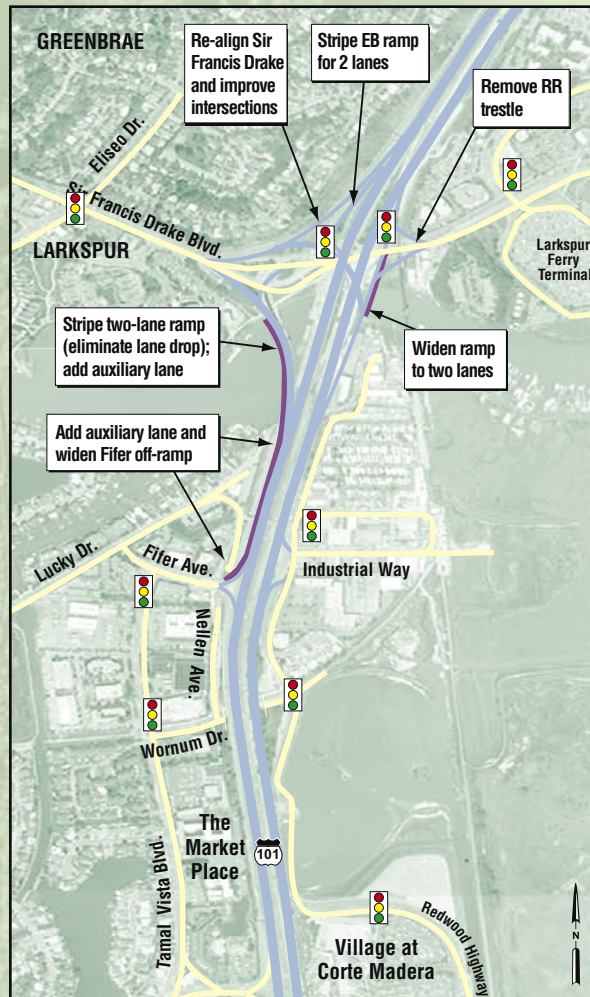 GREENBRAE
Re-align Sir
Francis Drake
and improve
intersections
Stripe EB ramp
for 2 lanes
Remove RR
trestle
Eliseo Dr.
Sir Francis Drake Blvd.
LARKSPUR
Larkspur
Ferry
Terminal
Stripe two-lane ramp
(eliminate lane drop);
add auxiliary lane
Widen ramp
to two lanes
Add auxiliary lane and
widen Fifer off-ramp
Lucky Dr.
Fifer Ave.
Industrial Way
Nellen Ave.
Wornum Dr.
The
Market
Place
101
Tamal Vista Blvd.
Village at
Corte Madera
Redwood Highway
N